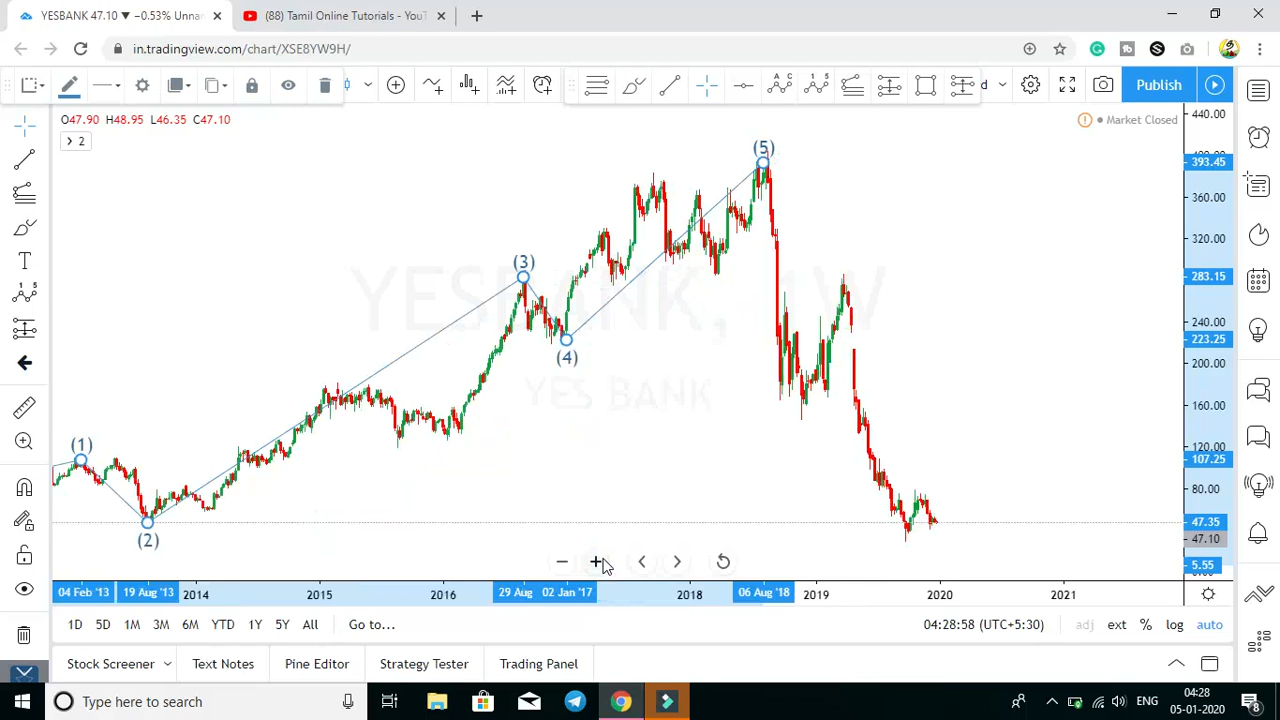 YESBANK 47.10 ▼ −0.53% Unnar
(88) Tamil Online Tutorials - YouT
in.tradingview.com/chart/XSE8YW9H/
Publish
O47.90 H48.95 L46.35 C47.10
2
Market Closed
440.00
393.45
360.00
320.00
283.15
240.00
223.25
200.00
160.00
120.00
107.25
80.00
47.35
47.10
5.55
YESBANK, 1W
YES BANK
(1)
(2)
(3)
(4)
(5)
04 Feb '13 19 Aug '13 2014 2015 2016 29 Aug 02 Jan '17 2018 06 Aug '18 2019 2020 2021
1D 5D 1M 3M 6M YTD 1Y 5Y All Go to... 04:28:58 (UTC+5:30) adj ext % log auto
Stock Screener Text Notes Pine Editor Strategy Tester Trading Panel
Type here to search
ENG
04:28
05-01-2020
8